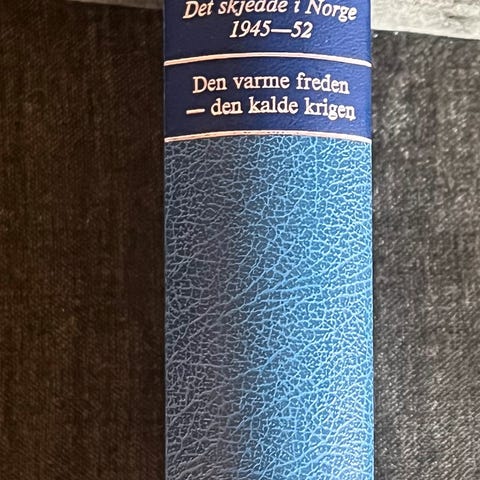 Det skjedde i Norge
1945—52
Den varme freden
— den kalde krigen